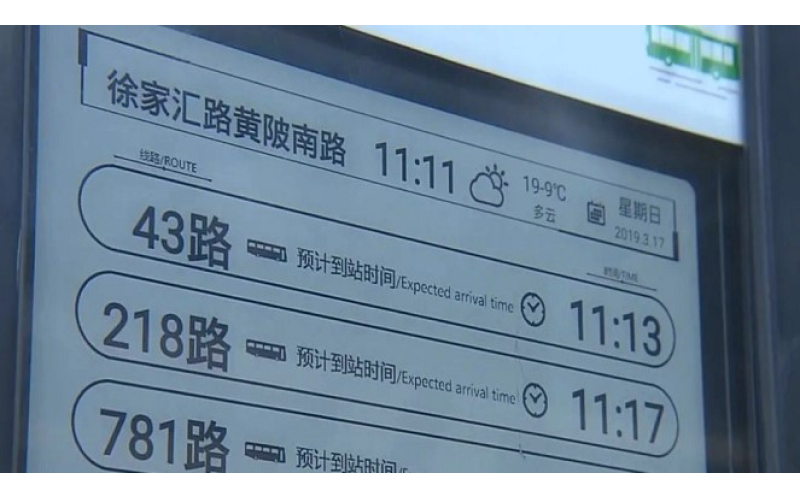 徐家汇路黄陂南路 11:11 19-9℃ 星期日
多云 2019.3.17
线路/ROUTE 时间/TIME
43路 预计到站时间/Expected arrival time 11:13
218路 预计到站时间/Expected arrival time 11:17
781路 预计到站时间/